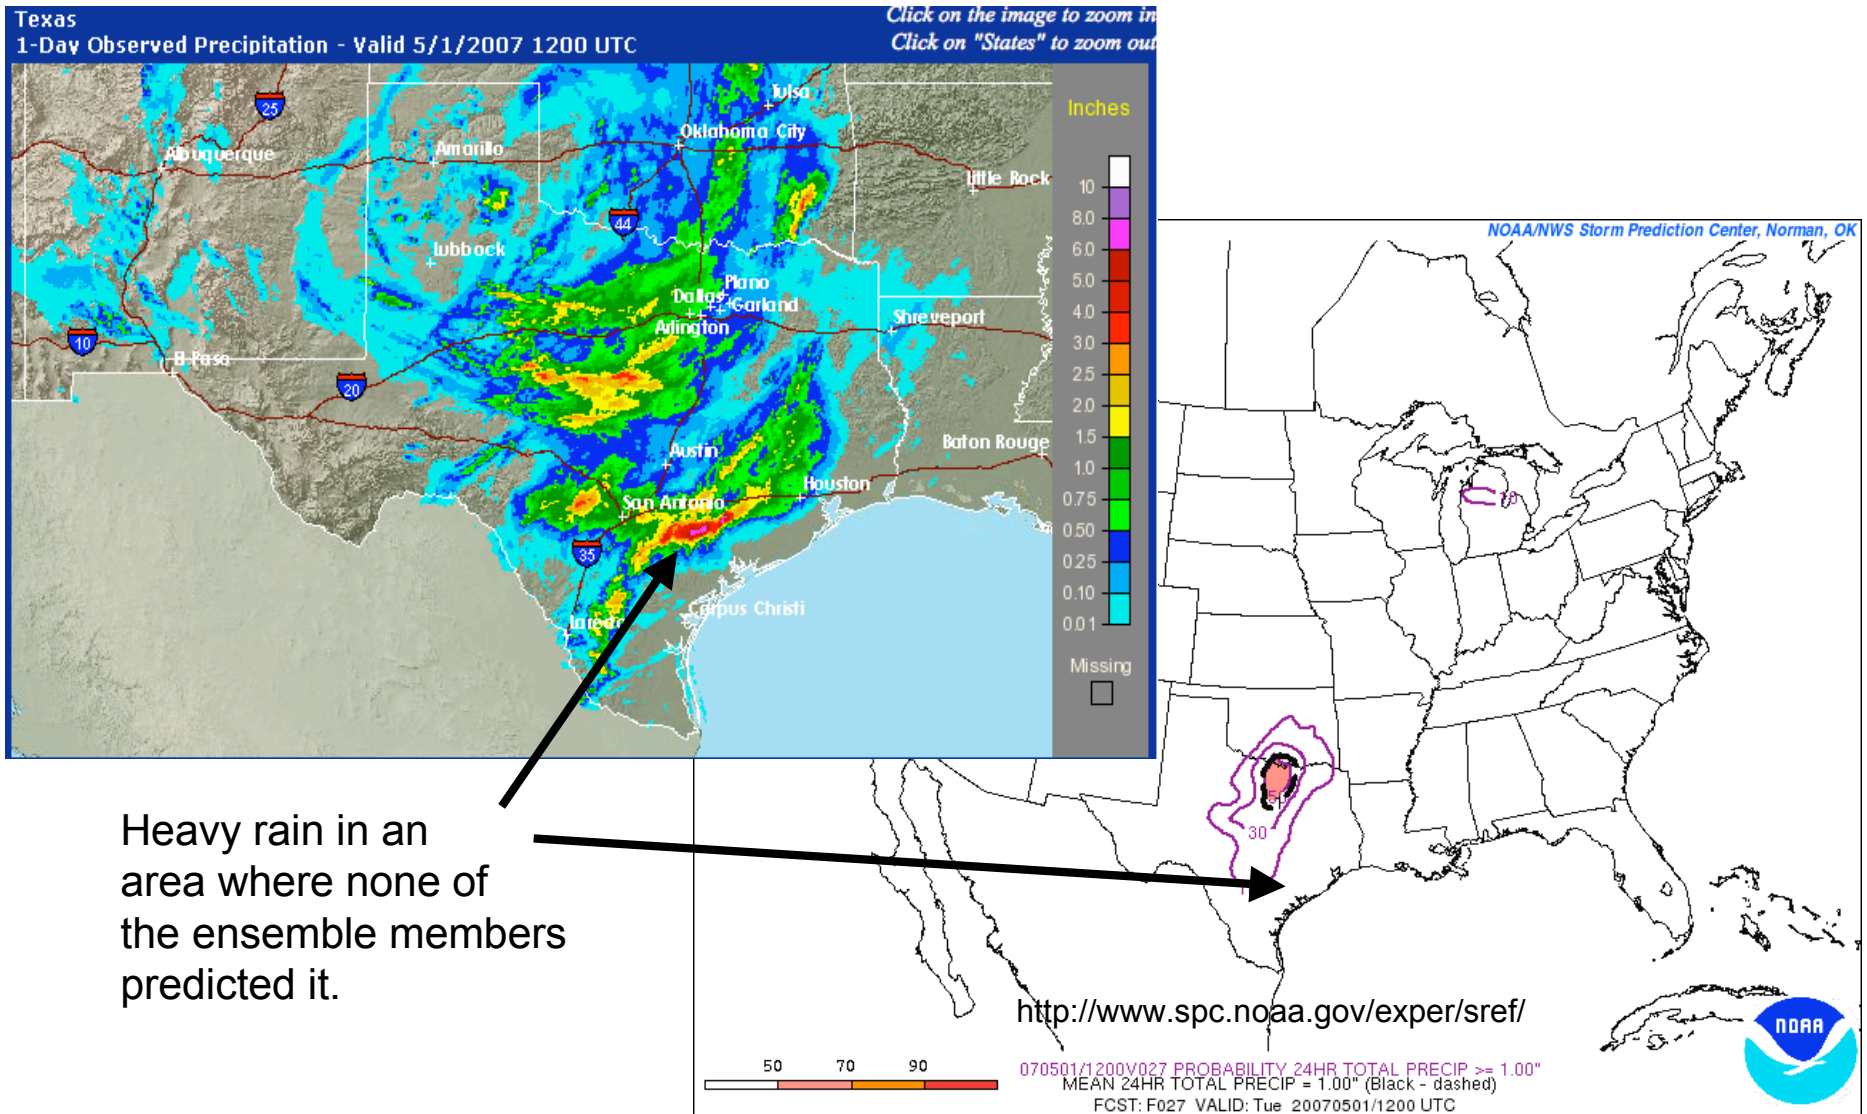 Texas
1-Day Observed Precipitation - Valid 5/1/2007 1200 UTC
Click on the image to zoom in
Click on "States" to zoom out
25
Tulsa
Oklahoma City
Albuquerque
Amarillo
Little Rock
44
Lubbock
Plano
Dallas
Garland
Arlington
Shreveport
10
El Paso
20
Austin
Baton Rouge
Houston
San Antonio
35
Corpus Christi
Laredo
Inches
10
8.0
6.0
5.0
4.0
3.0
2.5
2.0
1.5
1.0
0.75
0.50
0.25
0.10
0.01
Missing
NOAA/NWS Storm Prediction Center, Norman, OK
10
50
30
Heavy rain in an
area where none of
the ensemble members
predicted it.
http://www.spc.noaa.gov/exper/sref/
NOAA
50 70 90
070501/1200V027 PROBABILITY 24HR TOTAL PRECIP >= 1.00"
MEAN 24HR TOTAL PRECIP = 1.00" (Black - dashed)
FCST: F027 VALID: Tue 20070501/1200 UTC